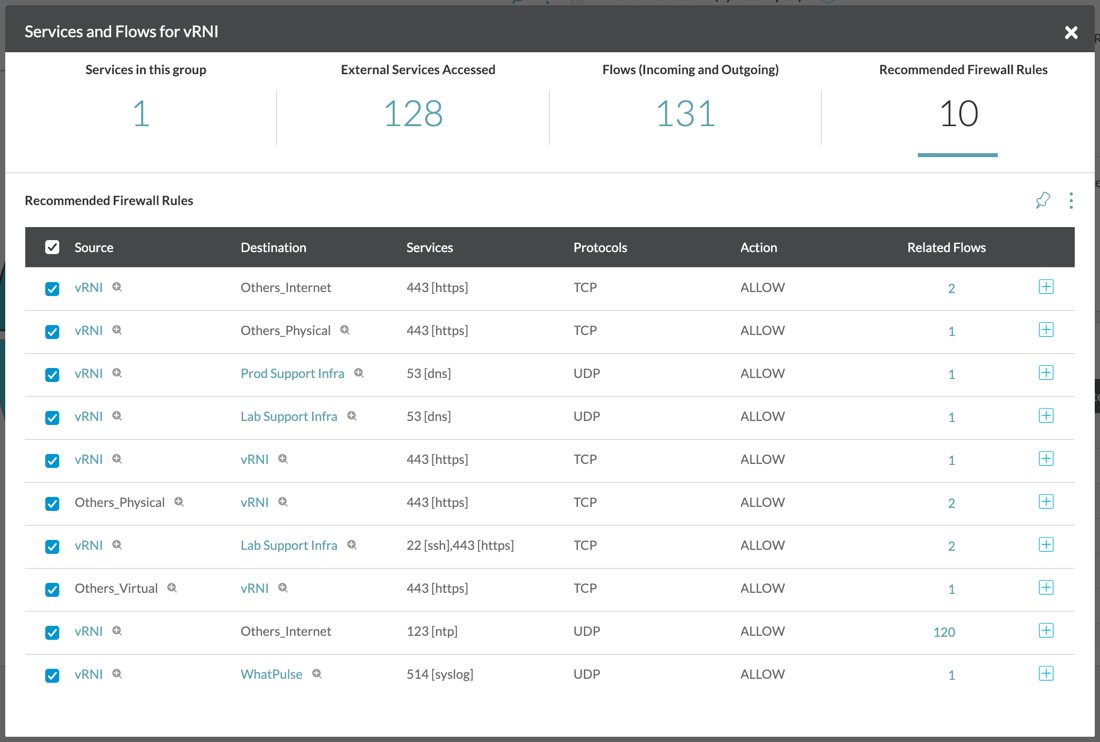 Services and Flows for vRNI
Services in this group External Services Accessed Flows (Incoming and Outgoing) Recommended Firewall Rules
1 128 131 10
Recommended Firewall Rules
Source Destination Services Protocols Action Related Flows
vRNI Others_Internet 443 [https] TCP ALLOW 2
vRNI Others_Physical 443 [https] TCP ALLOW 1
vRNI Prod Support Infra 53 [dns] UDP ALLOW 1
vRNI Lab Support Infra 53 [dns] UDP ALLOW 1
vRNI vRNI 443 [https] TCP ALLOW 1
Others_Physical vRNI 443 [https] TCP ALLOW 2
vRNI Lab Support Infra 22 [ssh],443 [https] TCP ALLOW 2
Others_Virtual vRNI 443 [https] TCP ALLOW 1
vRNI Others_Internet 123 [ntp] UDP ALLOW 120
vRNI WhatPulse 514 [syslog] UDP ALLOW 1